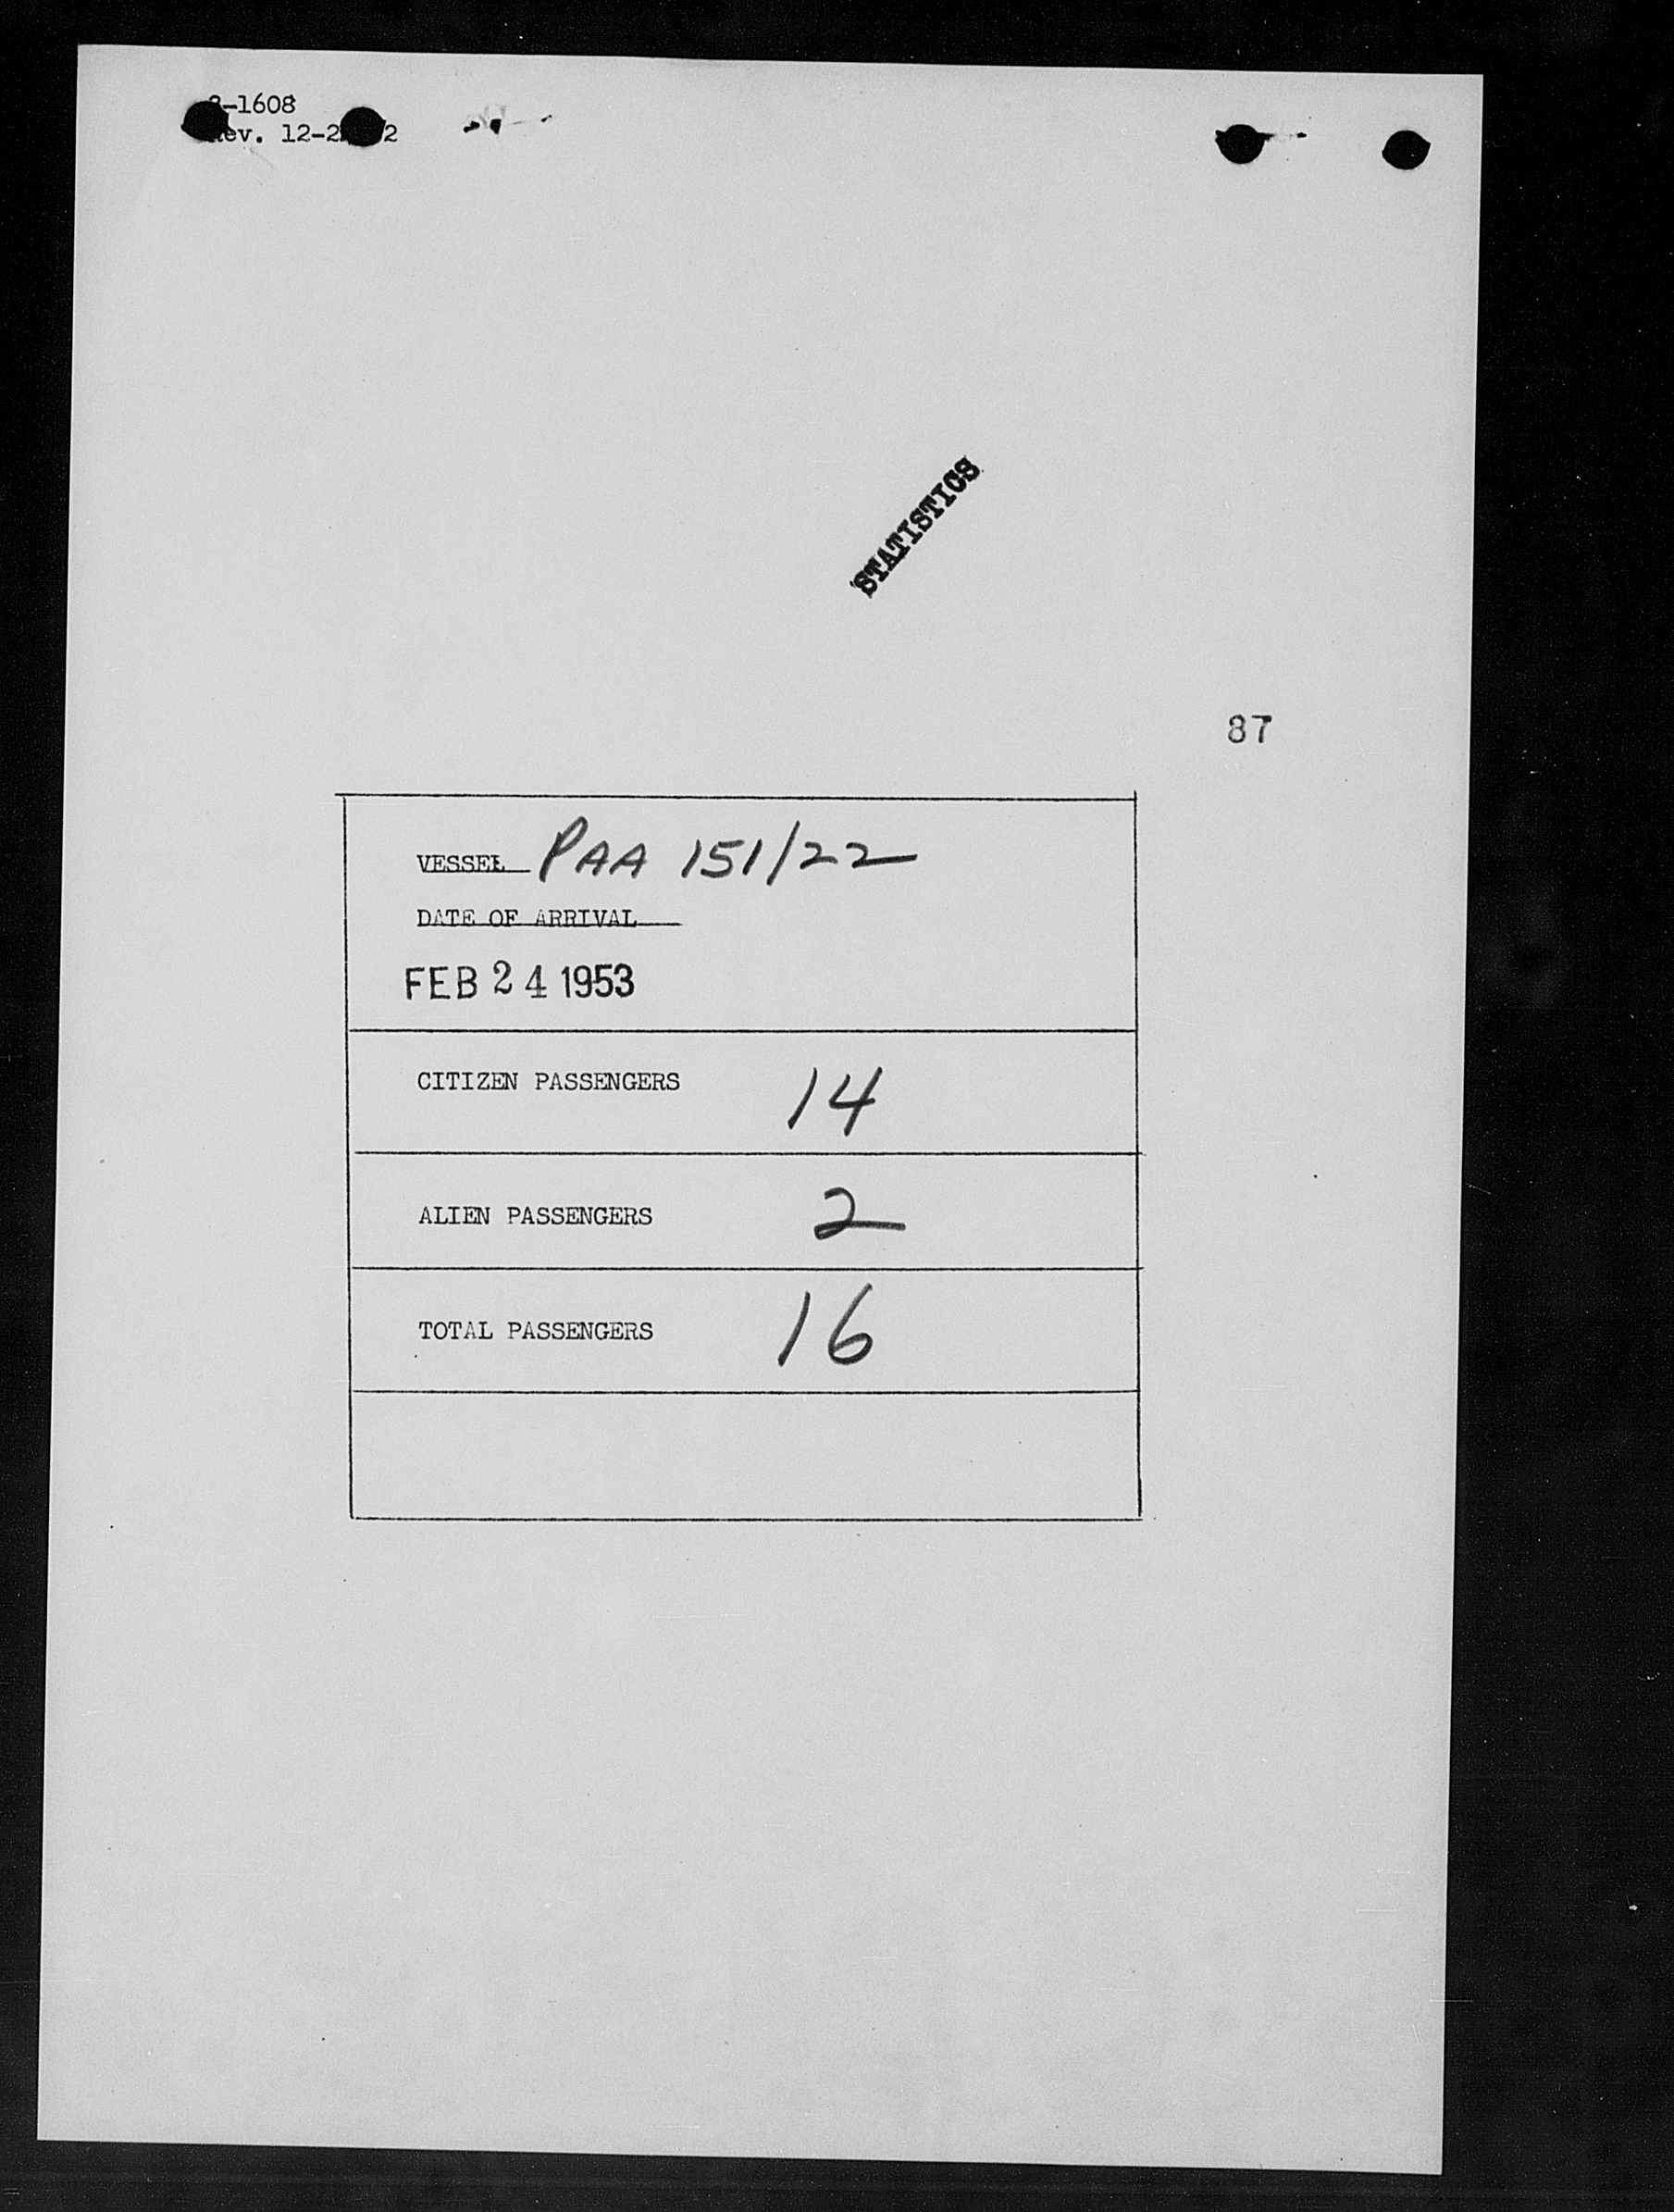 -1608
ev. 12-2
STATISTICS
87
VESSEL PAA 151/22
DATE OF ARRIVAL
FEB 24 1953
CITIZEN PASSENGERS 14
ALIEN PASSENGERS 2
TOTAL PASSENGERS 16